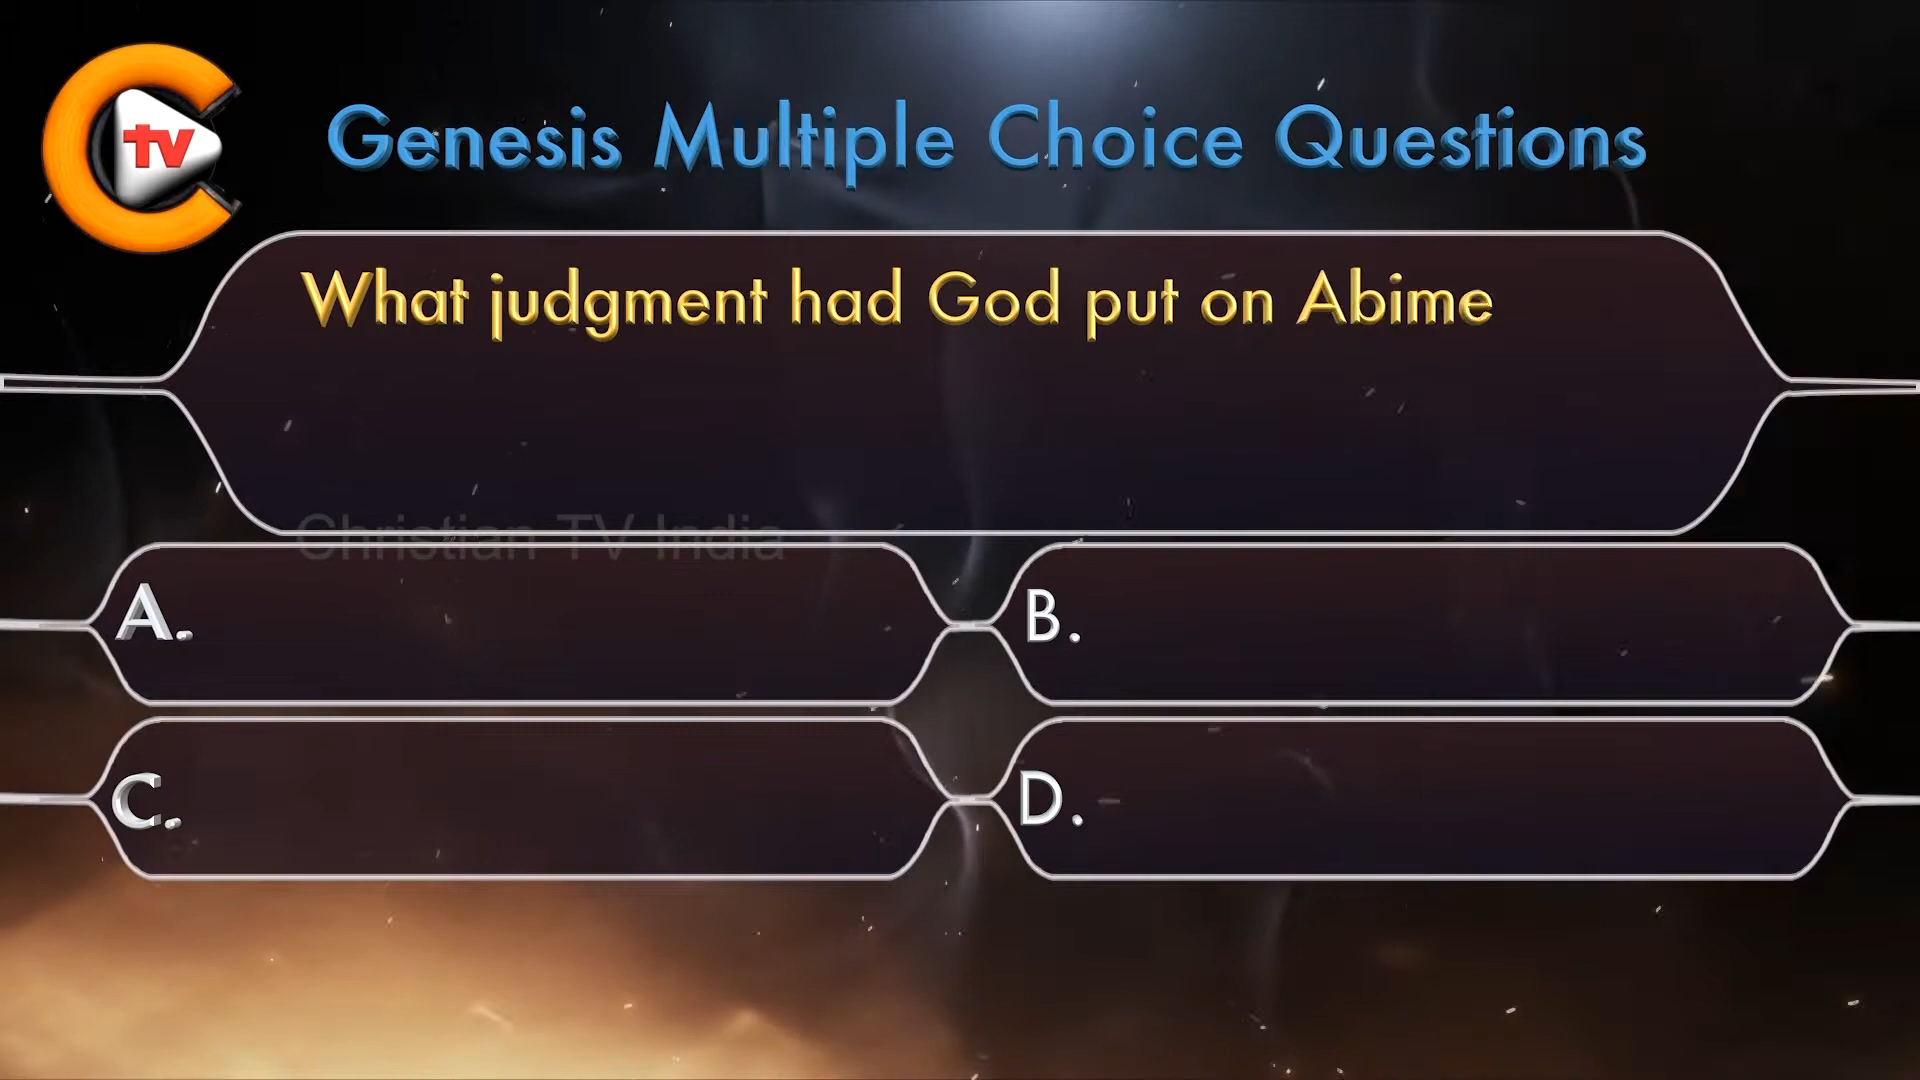 tv
Genesis Multiple Choice Questions
What judgment had God put on Abime
Christian TV India
A.
B.
C.
D.